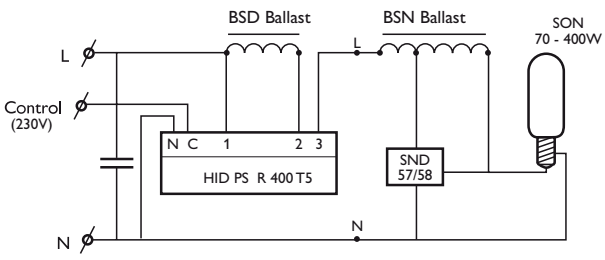 BSD Ballast
BSN Ballast
SON
70 - 400W
L
L
Control
(230V)
N C 1 2 3
HID PS R 400 T5
SND
57/58
N
N